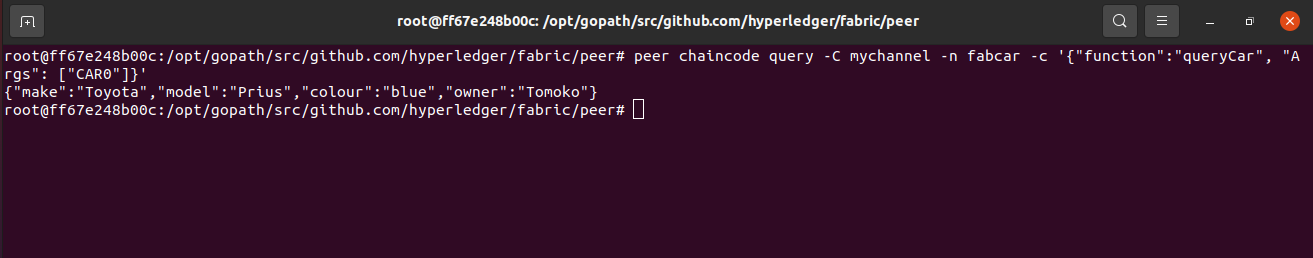 root@ff67e248b00c: /opt/gopath/src/github.com/hyperledger/fabric/peer
root@ff67e248b00c:/opt/gopath/src/github.com/hyperledger/fabric/peer# peer chaincode query -C mychannel -n fabcar -c '{"function":"queryCar", "A
rgs": ["CAR0"]}'
{"make":"Toyota","model":"Prius","colour":"blue","owner":"Tomoko"}
root@ff67e248b00c:/opt/gopath/src/github.com/hyperledger/fabric/peer#